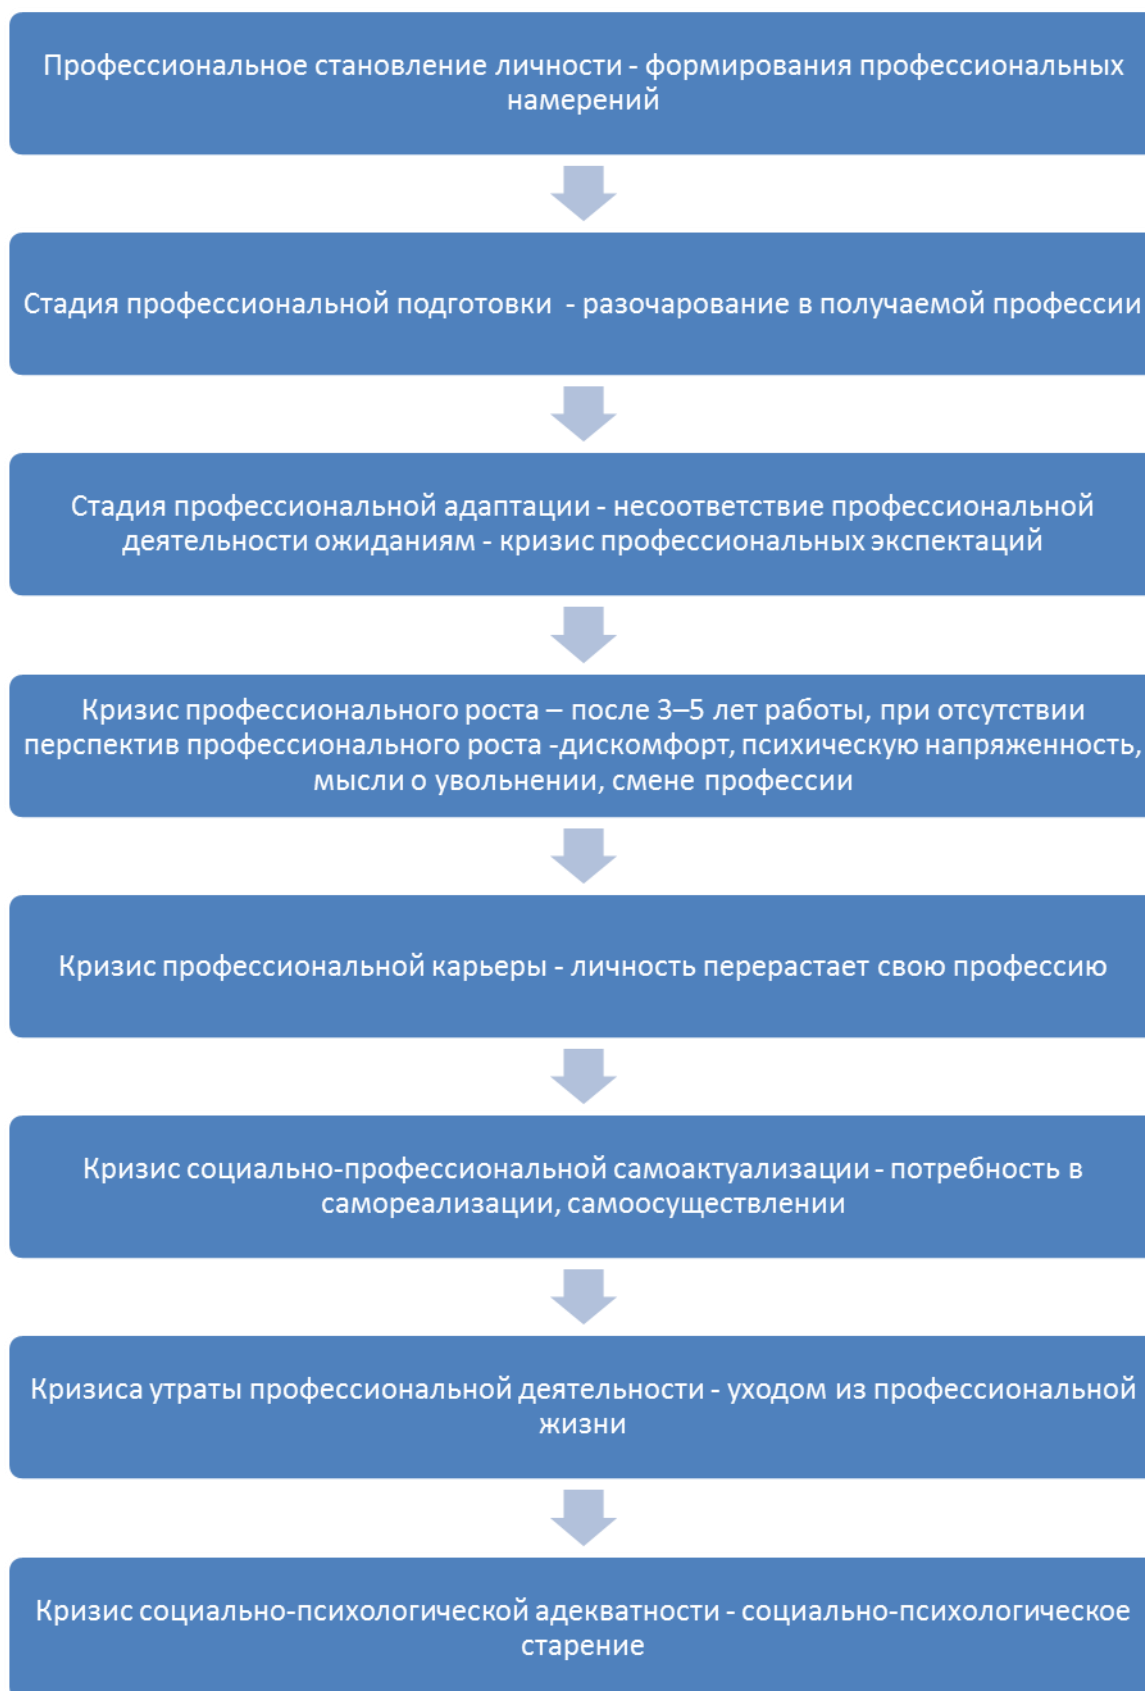 Профессиональное становление личности - формирования профессиональных
намерений
Стадия профессиональной подготовки  - разочарование в получаемой профессии
Стадия профессиональной адаптации - несоответствие профессиональной
деятельности ожиданиям - кризис профессиональных экспектаций
Кризис профессионального роста – после 3–5 лет работы, при отсутствии
перспектив профессионального роста -дискомфорт, психическую напряженность,
мысли о увольнении, смене профессии
Кризис профессиональной карьеры - личность перерастает свою профессию
Кризис социально-профессиональной самоактуализации - потребность в
самореализации, самоосуществлении
Кризиса утраты профессиональной деятельности - уходом из профессиональной
жизни
Кризис социально-психологической адекватности - социально-психологическое
старение